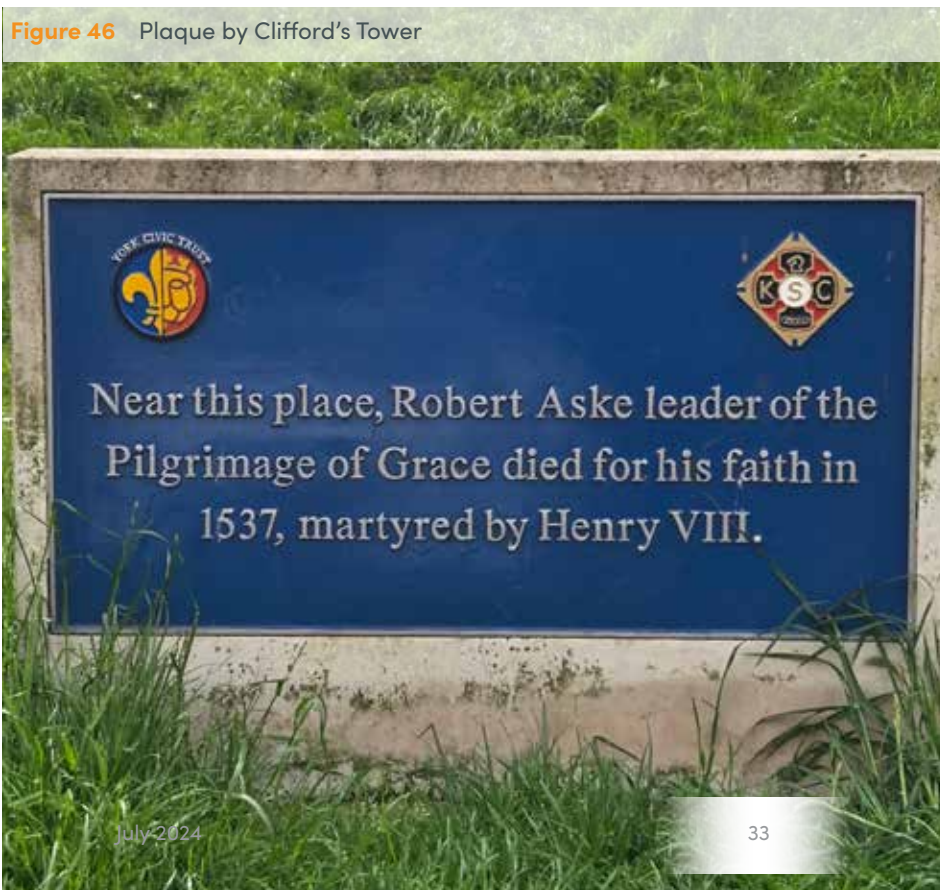 Figure 46 Plaque by Clifford's Tower
YORK CIVIC TRUST
K S C
Near this place, Robert Aske leader of the
Pilgrimage of Grace died for his faith in
1537, martyred by Henry VIII.
July 2024
33